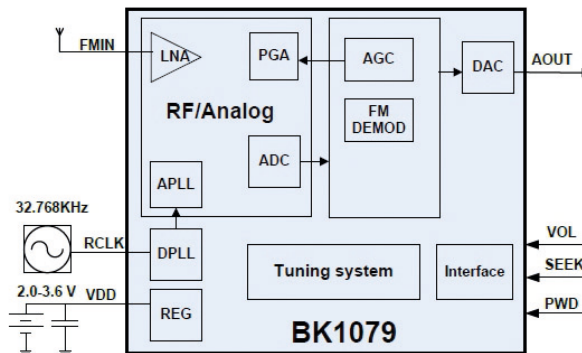 FMIN
LNA
PGA
AGC
DAC
AOUT
RF/Analog
FM
DEMOD
ADC
APLL
32.768KHz
RCLK
DPLL
VOL
SEEK
PWD
Tuning system
Interface
2.0-3.6 V
VDD
REG
BK1079